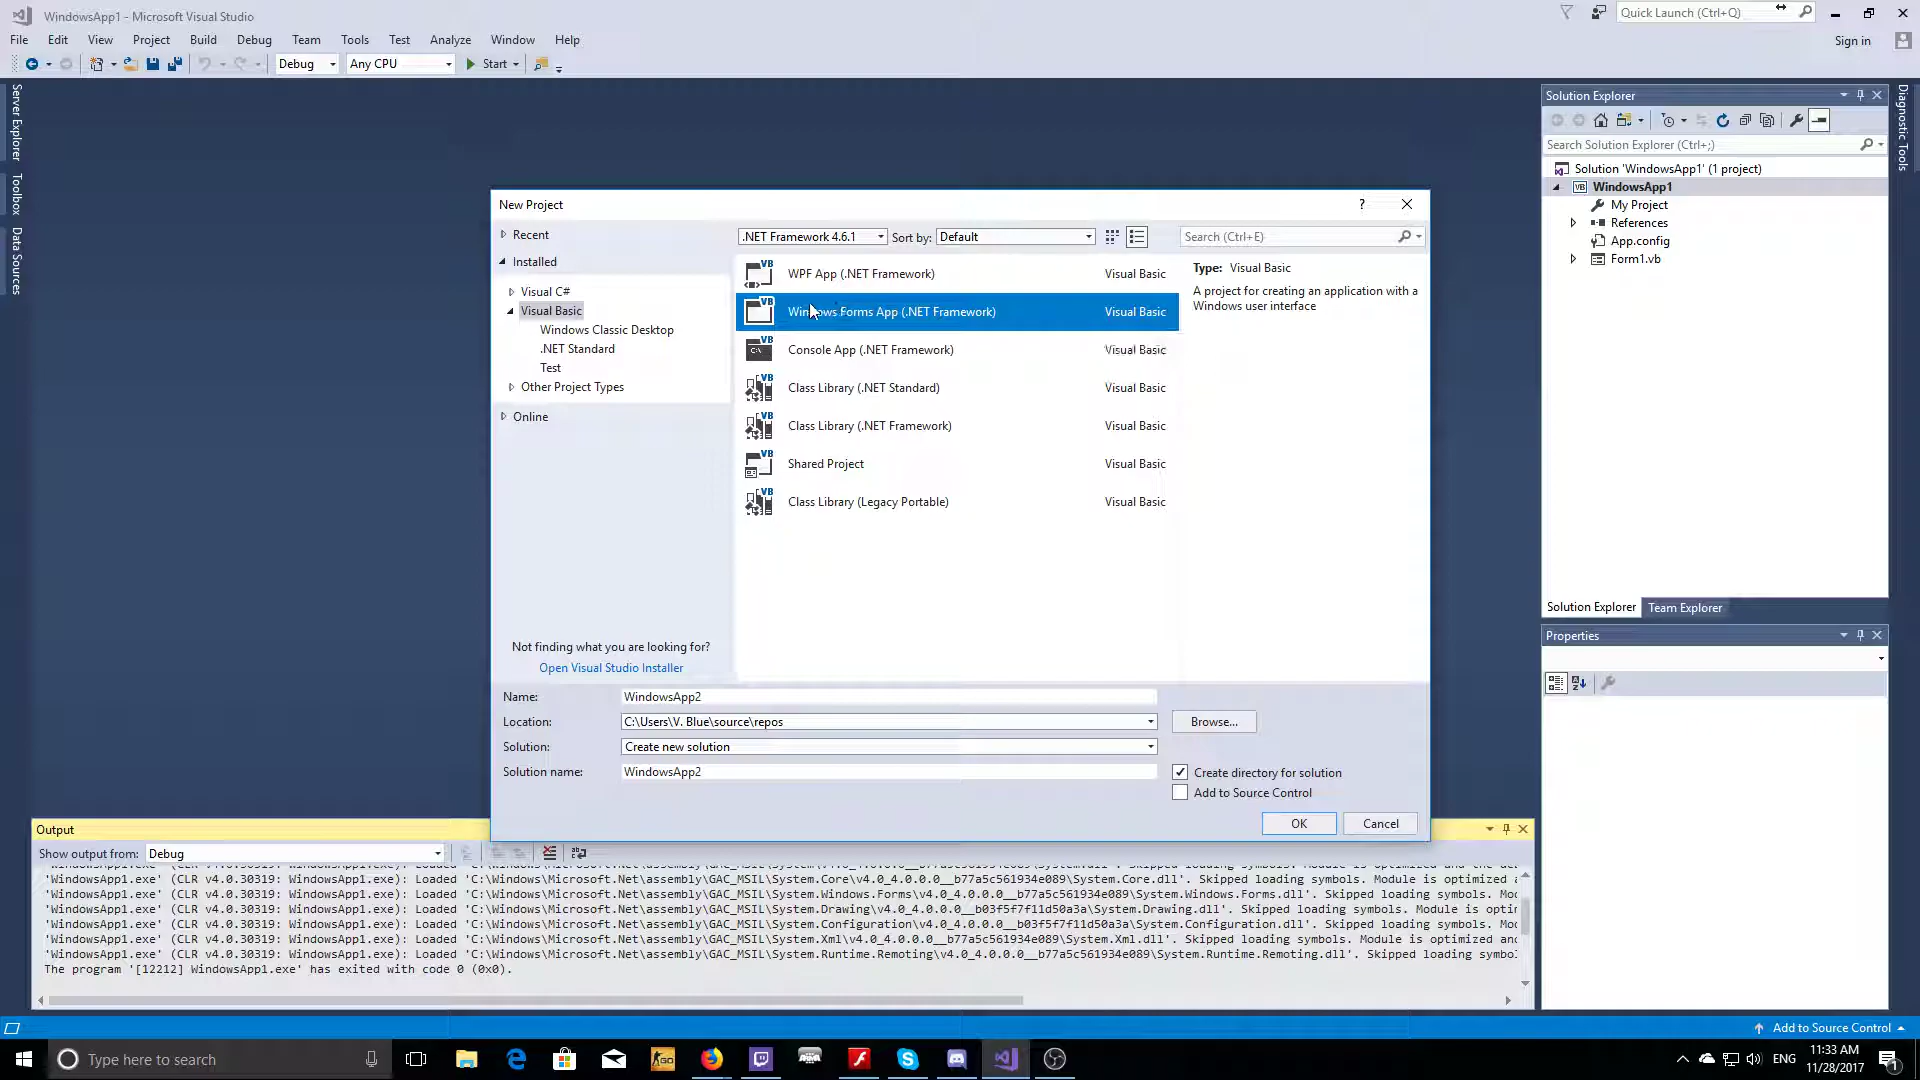 WindowsApp1 - Microsoft Visual Studio
Quick Launch (Ctrl+Q)
File Edit View Project Build Debug Team Tools Test Analyze Window Help
Sign in
Debug Any CPU Start
Server Explorer
Toolbox
Data Sources
New Project
?
Recent
Installed
Visual C#
Visual Basic
Windows Classic Desktop
.NET Standard
Test
Other Project Types
Online
Not finding what you are looking for?
Open Visual Studio Installer
.NET Framework 4.6.1 Sort by: Default
Search (Ctrl+E)
VB WPF App (.NET Framework) Visual Basic
VB Windows Forms App (.NET Framework) Visual Basic
VB Console App (.NET Framework) Visual Basic
VB Class Library (.NET Standard) Visual Basic
VB Class Library (.NET Framework) Visual Basic
VB Shared Project Visual Basic
VB Class Library (Legacy Portable) Visual Basic
Type: Visual Basic
A project for creating an application with a
Windows user interface
Name: WindowsApp2
Location: C:\Users\V. Blue\source\repos
Browse...
Solution: Create new solution
Solution name: WindowsApp2
Create directory for solution
Add to Source Control
OK Cancel
Solution Explorer
Search Solution Explorer (Ctrl+;)
Solution 'WindowsApp1' (1 project)
VB WindowsApp1
My Project
References
App.config
Form1.vb
Solution Explorer Team Explorer
Properties
Diagnostic Tools
Output
Show output from: Debug
'WindowsApp1.exe' (CLR v4.0.30319: WindowsApp1.exe): Loaded 'C:\Windows\Microsoft.Net\assembly\GAC_MSIL\System.Core\v4.0_4.0.0.0__b77a5c561934e089\System.Core.dll'. Skipped loading symbols. Module is optimized
'WindowsApp1.exe' (CLR v4.0.30319: WindowsApp1.exe): Loaded 'C:\Windows\Microsoft.Net\assembly\GAC_MSIL\System.Windows.Forms\v4.0_4.0.0.0__b77a5c561934e089\System.Windows.Forms.dll'. Skipped loading symbols.
'WindowsApp1.exe' (CLR v4.0.30319: WindowsApp1.exe): Loaded 'C:\Windows\Microsoft.Net\assembly\GAC_MSIL\System.Drawing\v4.0_4.0.0.0__b03f5f7f11d50a3a\System.Drawing.dll'. Skipped loading symbols. Module is
'WindowsApp1.exe' (CLR v4.0.30319: WindowsApp1.exe): Loaded 'C:\Windows\Microsoft.Net\assembly\GAC_MSIL\System.Configuration\v4.0_4.0.0.0__b03f5f7f11d50a3a\System.Configuration.dll'. Skipped loading symbols.
'WindowsApp1.exe' (CLR v4.0.30319: WindowsApp1.exe): Loaded 'C:\Windows\Microsoft.Net\assembly\GAC_MSIL\System.Xml\v4.0_4.0.0.0__b77a5c561934e089\System.Xml.dll'. Skipped loading symbols. Module is optimized
'WindowsApp1.exe' (CLR v4.0.30319: WindowsApp1.exe): Loaded 'C:\Windows\Microsoft.Net\assembly\GAC_MSIL\System.Runtime.Remoting\v4.0_4.0.0.0__b77a5c561934e089\System.Runtime.Remoting.dll'. Skipped loading
The program '[12212] WindowsApp1.exe' has exited with code 0 (0x0).
Add to Source Control
Type here to search
ENG
11:33 AM
11/28/2017
1